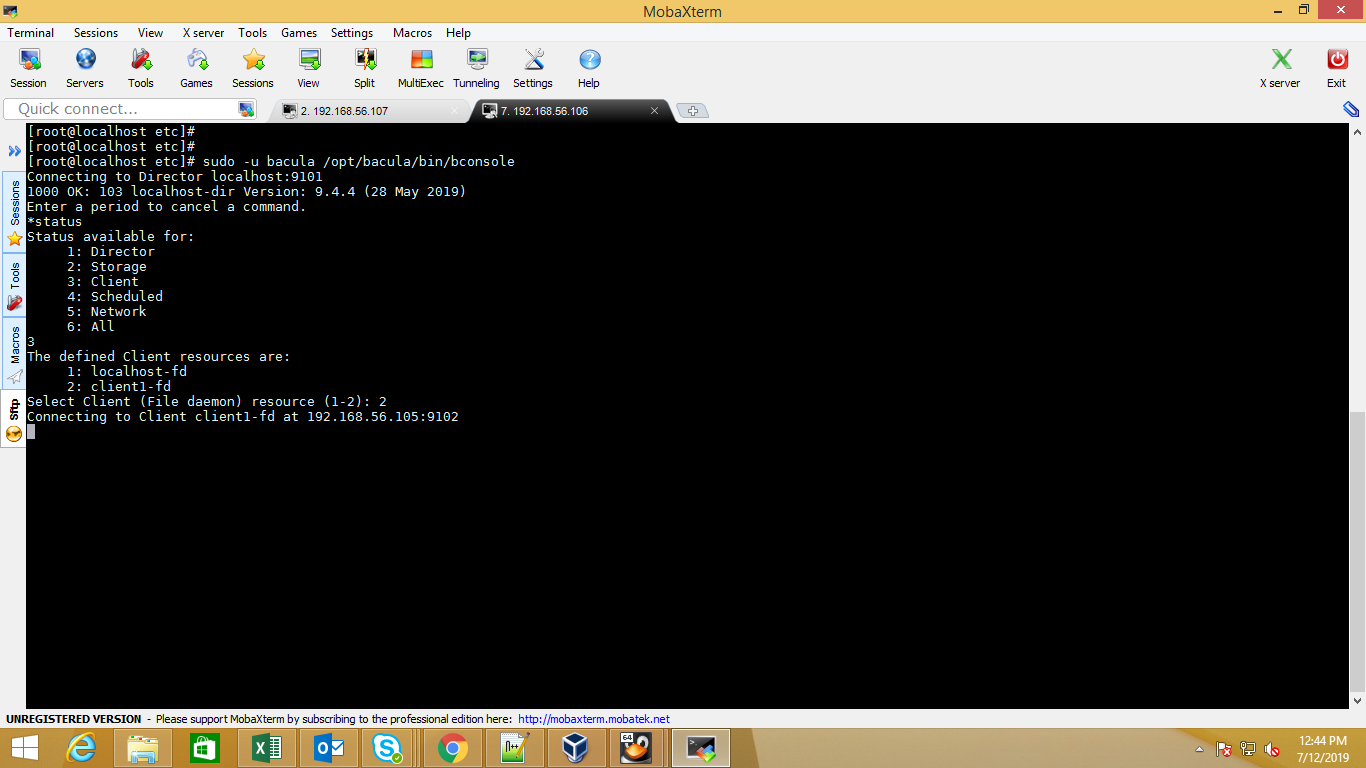 MobaXterm
Terminal Sessions View X server Tools Games Settings Macros Help
Session Servers Tools Games Sessions View Split MultiExec Tunneling Settings Help X server Exit
Quick connect... 2. 192.168.56.107 7. 192.168.56.106
[root@localhost etc]#
[root@localhost etc]#
[root@localhost etc]# sudo -u bacula /opt/bacula/bin/bconsole
Connecting to Director localhost:9101
1000 OK: 103 localhost-dir Version: 9.4.4 (28 May 2019)
Enter a period to cancel a command.
*status
Status available for:
1: Director
2: Storage
3: Client
4: Scheduled
5: Network
6: All
3
The defined Client resources are:
1: localhost-fd
2: client1-fd
Select Client (File daemon) resource (1-2): 2
Connecting to Client client1-fd at 192.168.56.105:9102
Sessions
Tools
Macros
Sftp
UNREGISTERED VERSION - Please support MobaXterm by subscribing to the professional edition here: http://mobaxterm.mobatek.net
64
12:44 PM
7/12/2019